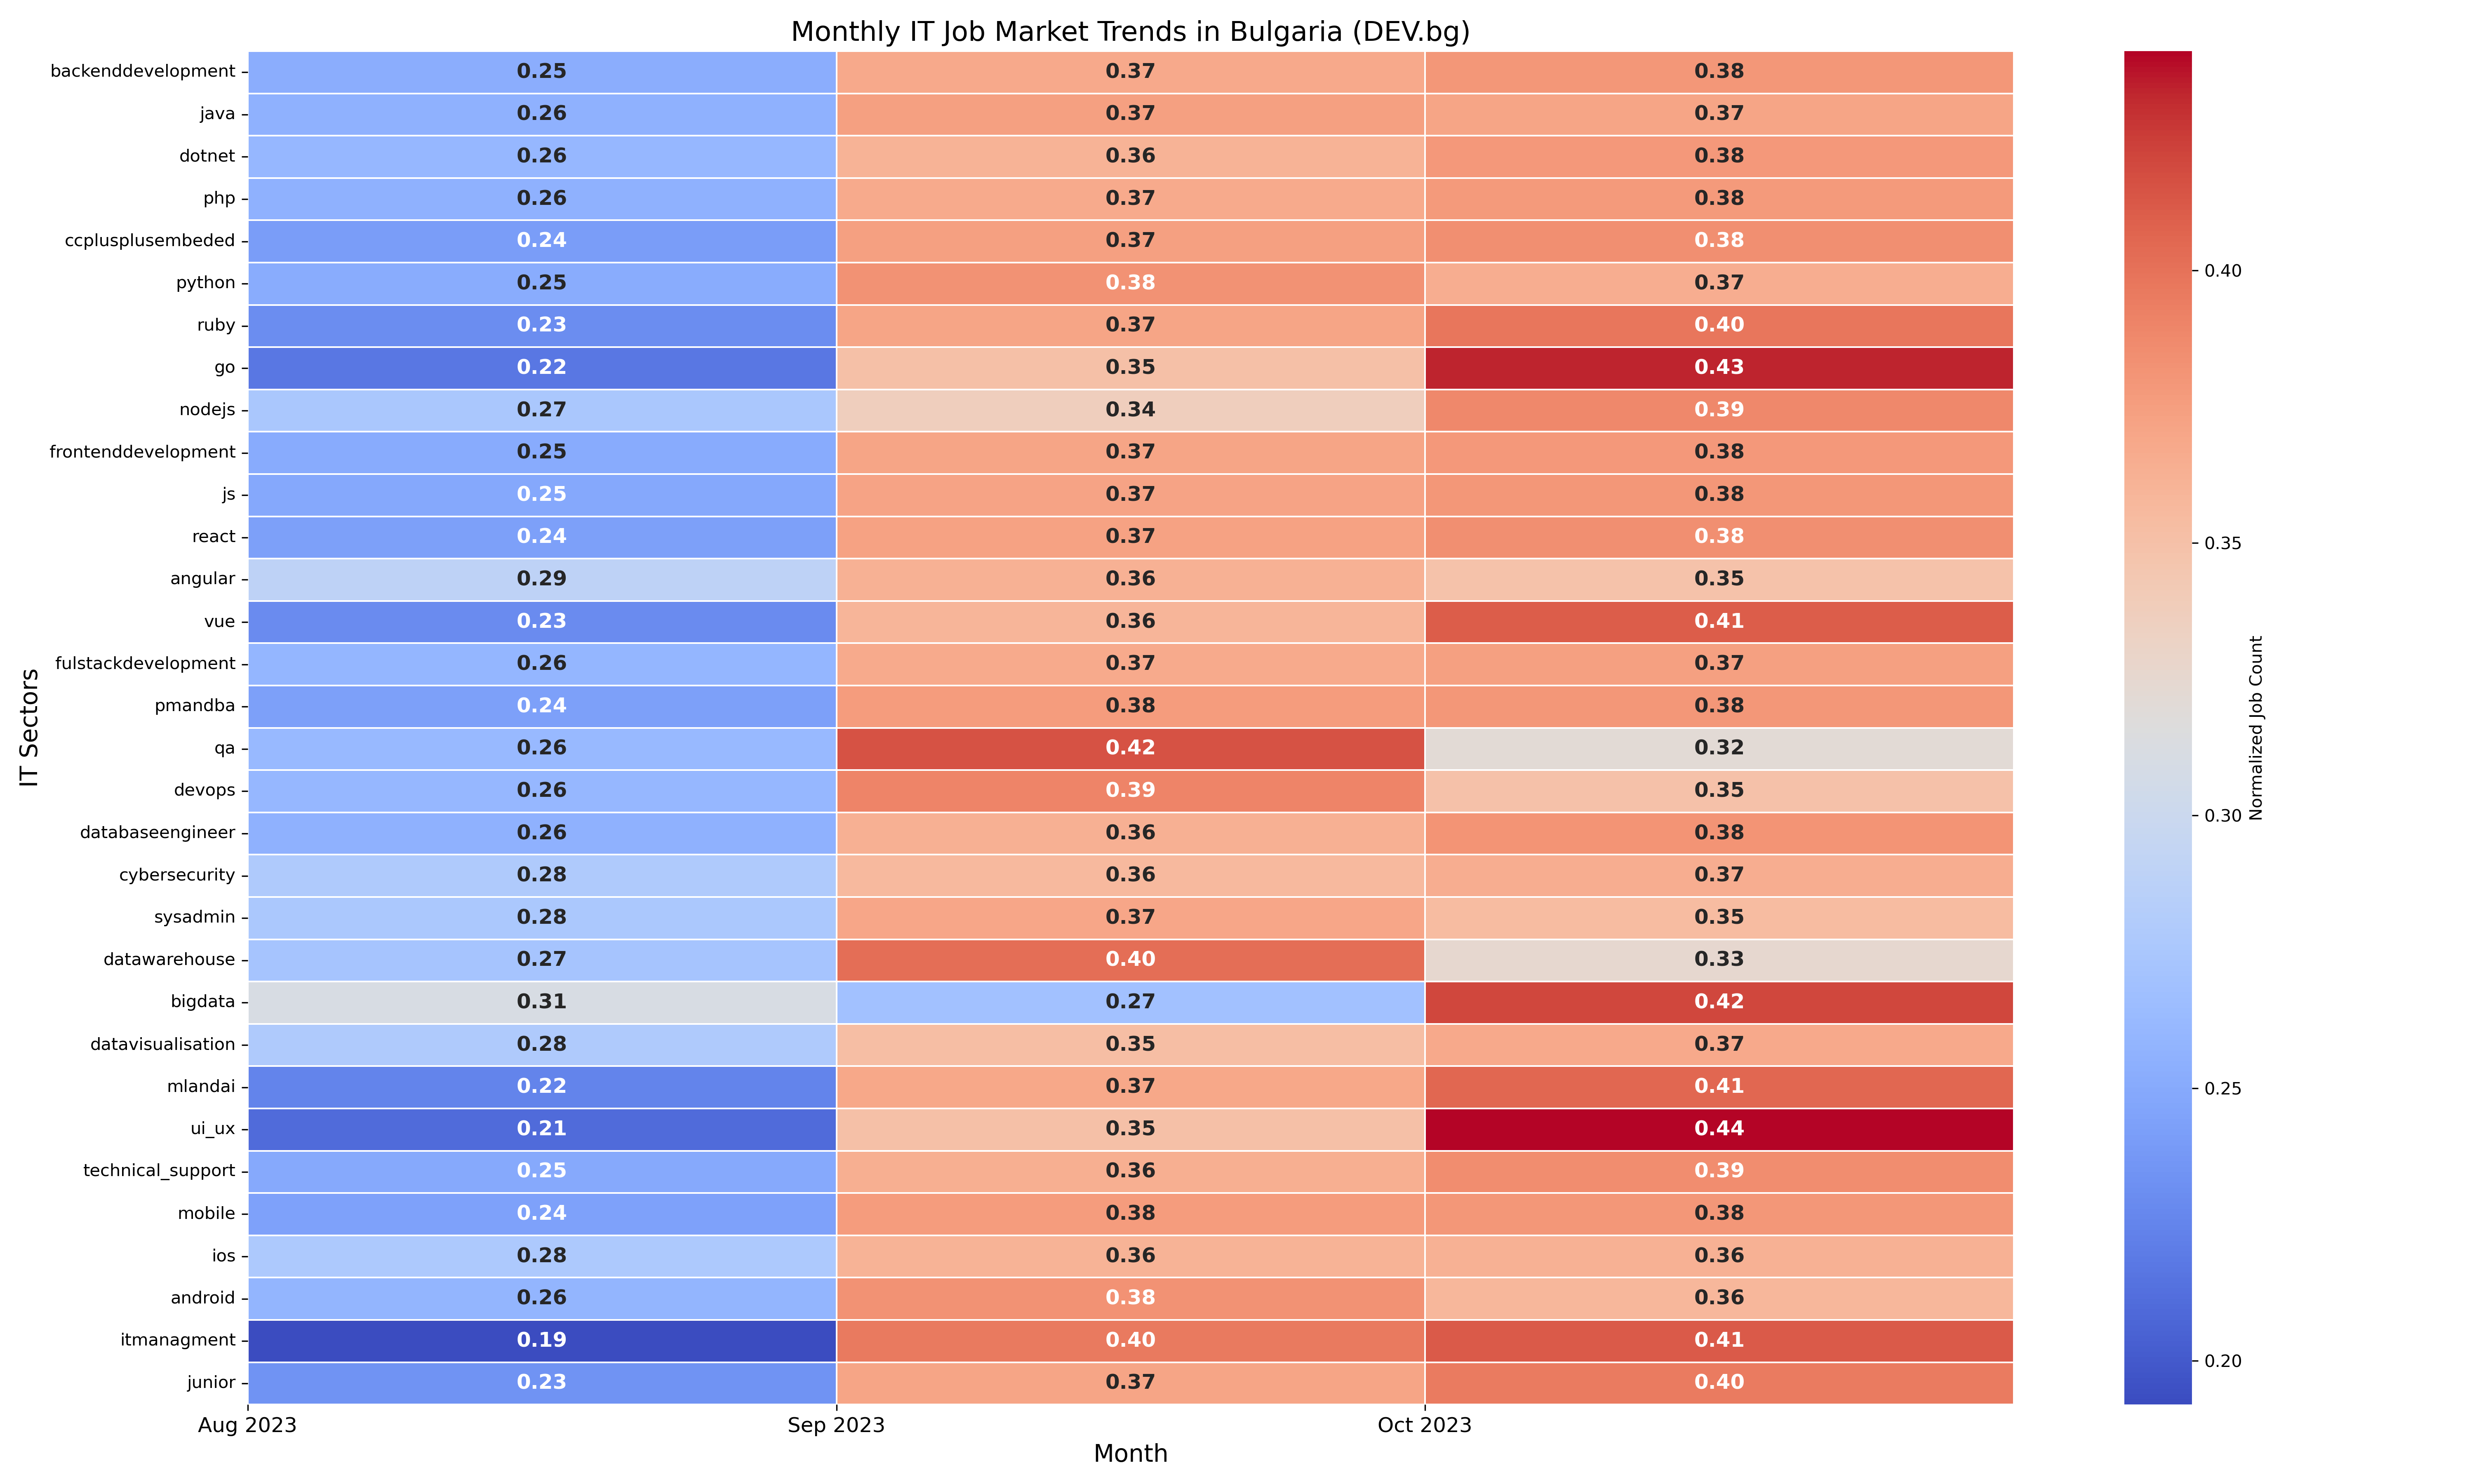 Monthly IT Job Market Trends in Bulgaria (DEV.bg)
backenddevelopment 0.25 0.37 0.38
java 0.26 0.37 0.37
dotnet 0.26 0.36 0.38
php 0.26 0.37 0.38
ccplusplusembeded 0.24 0.37 0.38
python 0.25 0.38 0.37
ruby 0.23 0.37 0.40
go 0.22 0.35 0.43
nodejs 0.27 0.34 0.39
frontenddevelopment 0.25 0.37 0.38
js 0.25 0.37 0.38
react 0.24 0.37 0.38
angular 0.29 0.36 0.35
vue 0.23 0.36 0.41
fulstackdevelopment 0.26 0.37 0.37
pmandba 0.24 0.38 0.38
qa 0.26 0.42 0.32
devops 0.26 0.39 0.35
databaseengineer 0.26 0.36 0.38
cybersecurity 0.28 0.36 0.37
sysadmin 0.28 0.37 0.35
datawarehouse 0.27 0.40 0.33
bigdata 0.31 0.27 0.42
datavisualisation 0.28 0.35 0.37
mlandai 0.22 0.37 0.41
ui_ux 0.21 0.35 0.44
technical_support 0.25 0.36 0.39
mobile 0.24 0.38 0.38
ios 0.28 0.36 0.36
android 0.26 0.38 0.36
itmanagment 0.19 0.40 0.41
junior 0.23 0.37 0.40
Aug 2023 Sep 2023 Oct 2023
Month
IT Sectors
0.40
0.35
0.30
0.25
0.20
Normalized Job Count